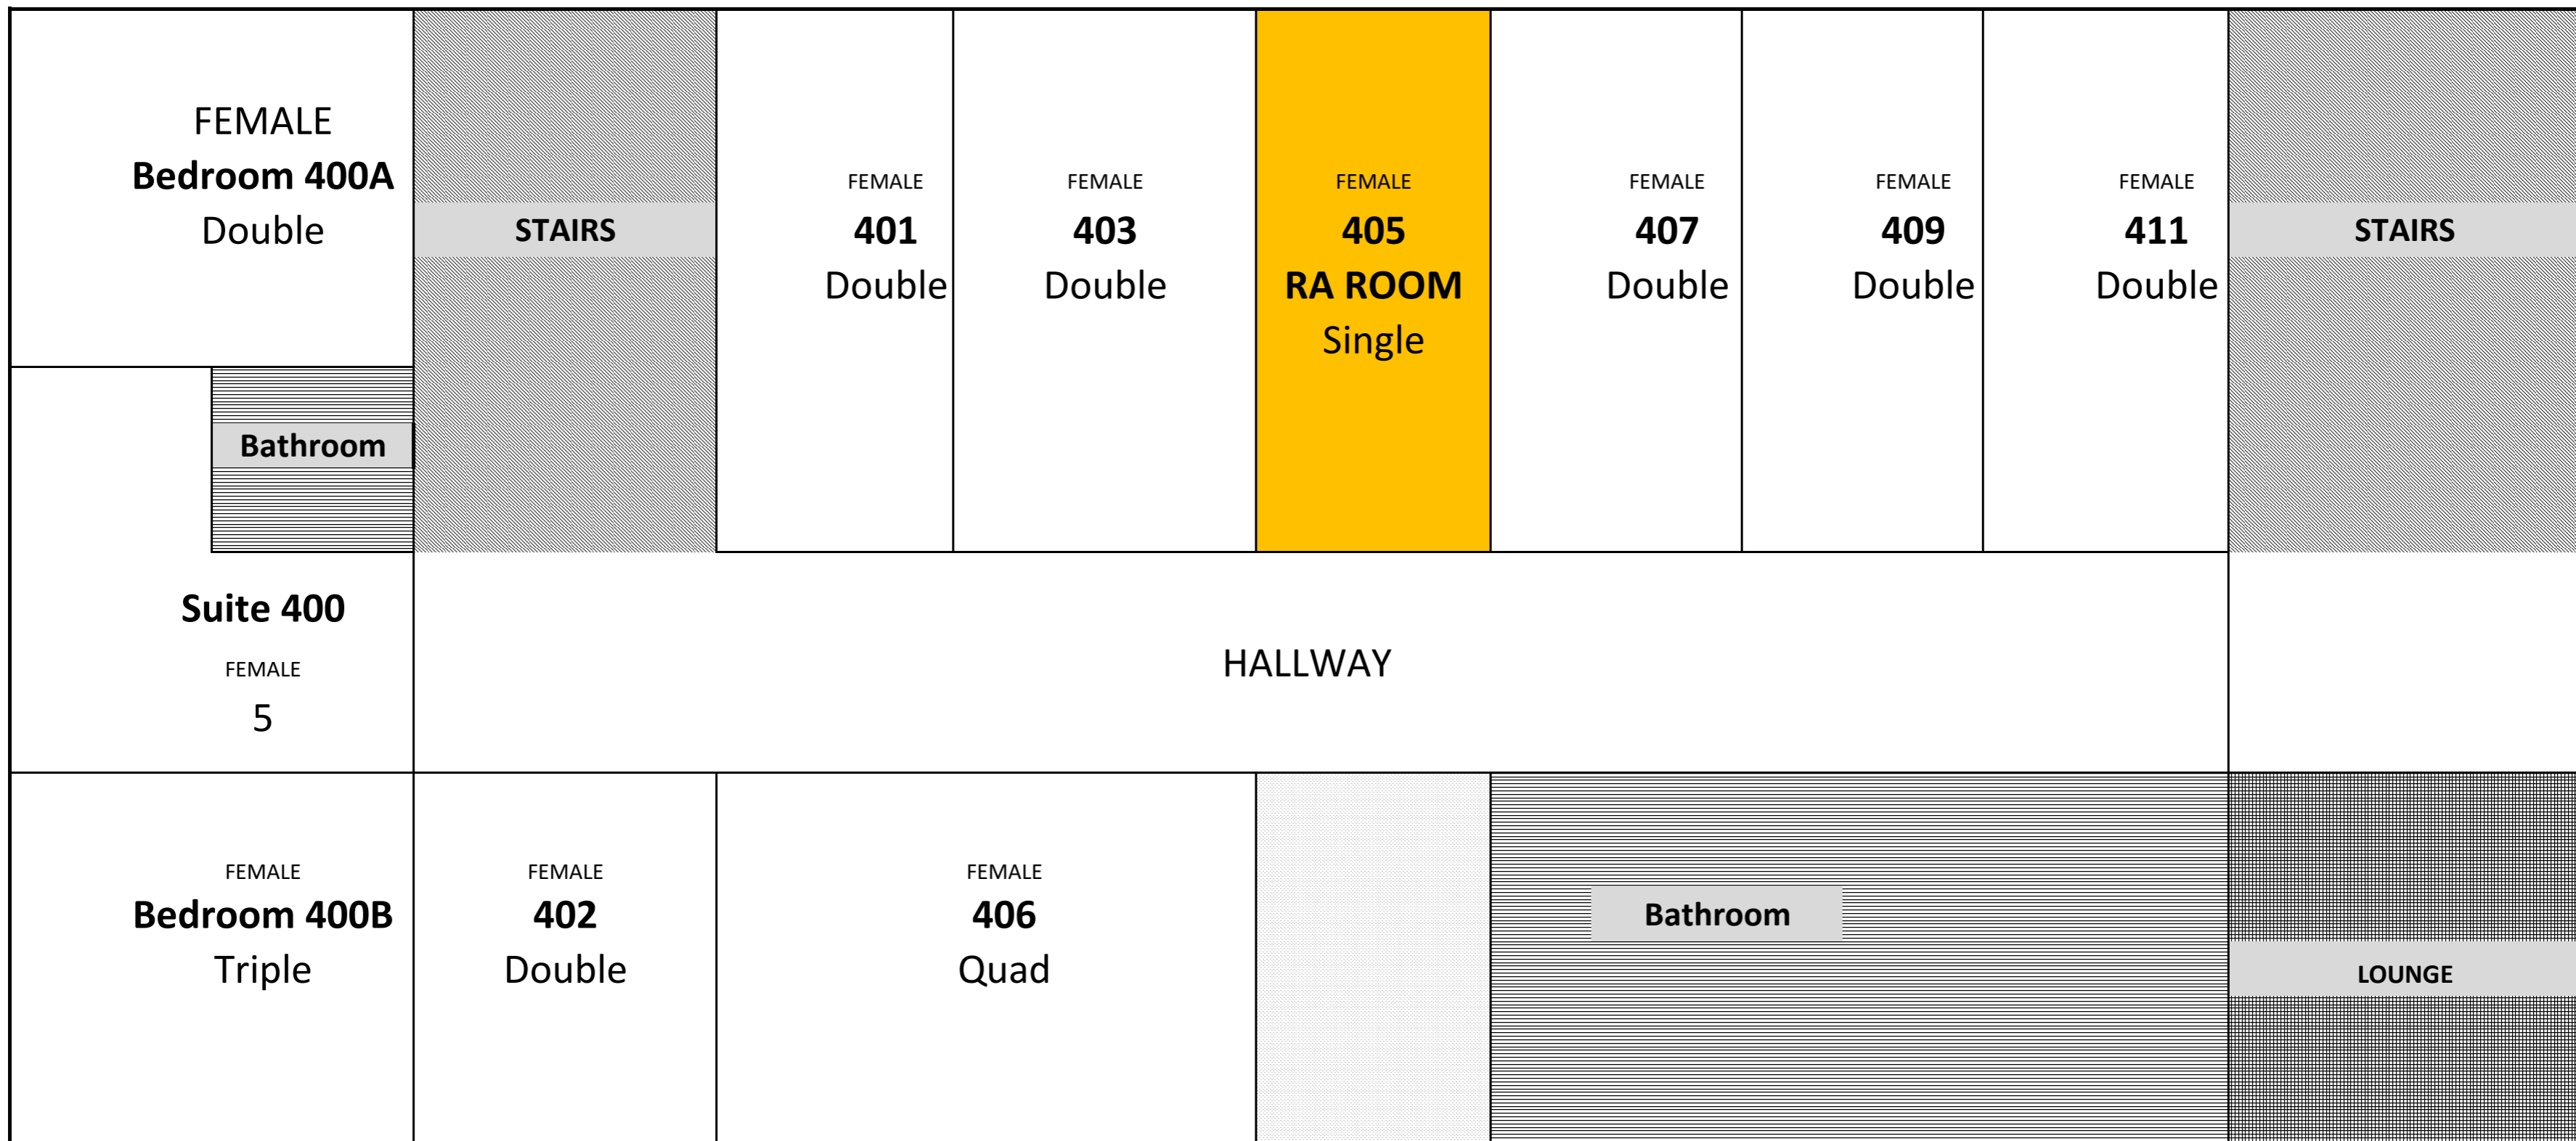 FEMALE
Bedroom 400A
Double
STAIRS
FEMALE
401
Double
FEMALE
403
Double
FEMALE
405
RA ROOM
Single
FEMALE
407
Double
FEMALE
409
Double
FEMALE
411
Double
STAIRS
Bathroom
Suite 400
FEMALE
5
HALLWAY
FEMALE
Bedroom 400B
Triple
FEMALE
402
Double
FEMALE
406
Quad
Bathroom
LOUNGE